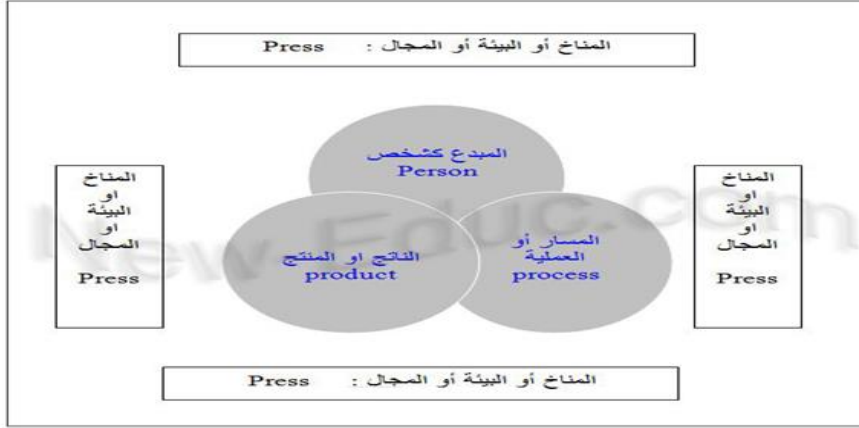 المناخ أو البيئة أو المجال : Press
المبدع كشخص
Person
المناخ
او
البيئة
او
المجال
Press
المسار أو
العملية
process
الناتج او المنتج
product
المناخ
او
البيئة
او
المجال
Press
New-Educ.com
المناخ أو البيئة أو المجال : Press